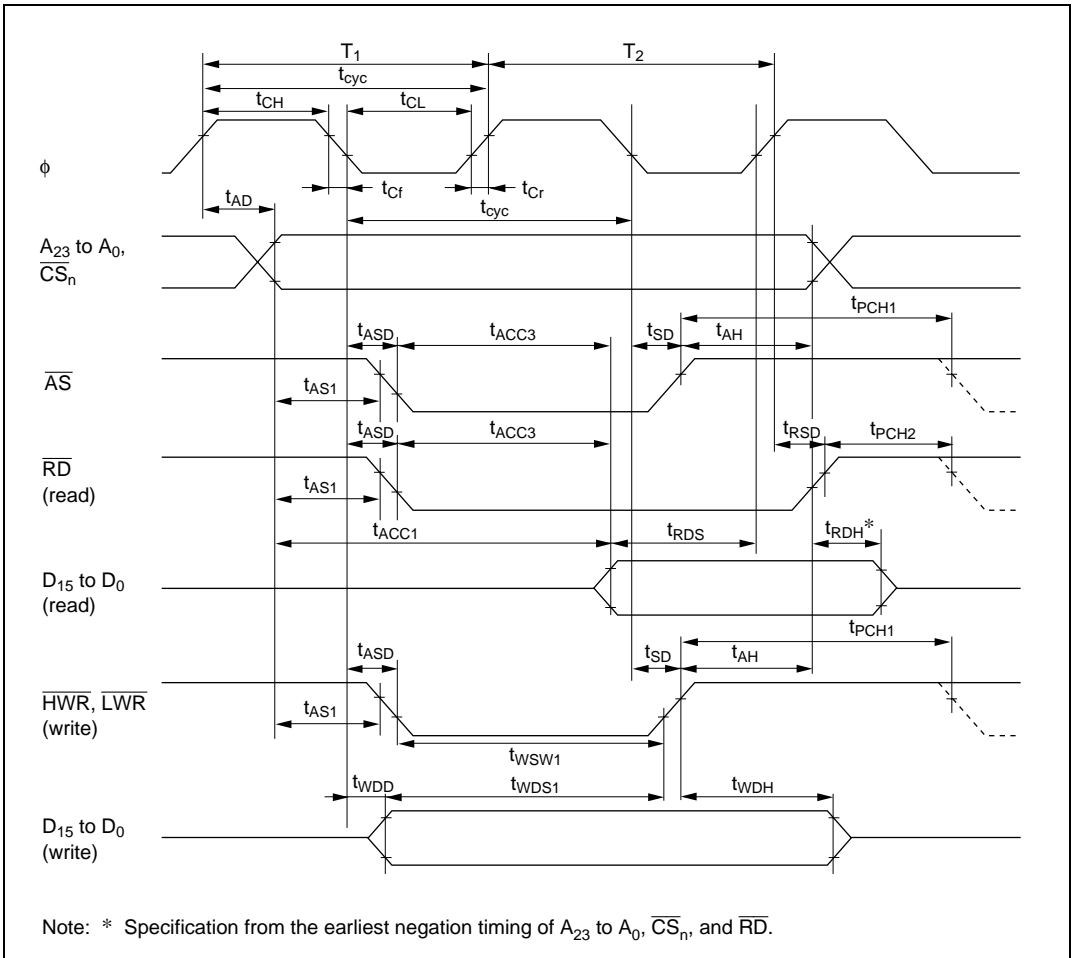 T1 T2
tcyc
tCH tCL
φ
tAD tCf tCr
tcyc
A23 to A0,
CSn
tPCH1
tASD tACC3 tSD tAH
AS
tAS1
tASD tACC3 tRSD tPCH2
RD
(read)
tAS1
tACC1 tRDS tRDH*
D15 to D0
(read)
tPCH1
tASD tSD tAH
HWR, LWR
(write)
tAS1
tWSW1
tWDD tWDS1 tWDH
D15 to D0
(write)
Note: * Specification from the earliest negation timing of A23 to A0, CSn, and RD.